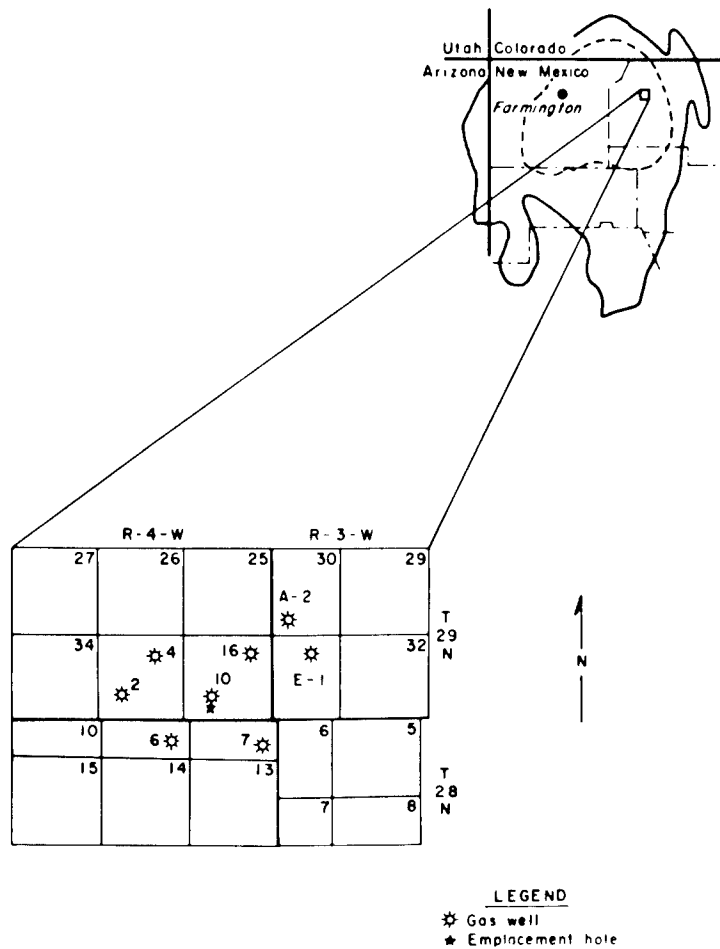 Utah Colorado
Arizona New Mexico
Farmington
R-4-W R-3-W
27 26 25 30 29
A-2
T
29
N
34 4 16 32
10 E-1
2
N
10 6 7 6 5
15 14 13
T
28
N
7 8
LEGEND
Gas well
Emplacement hole